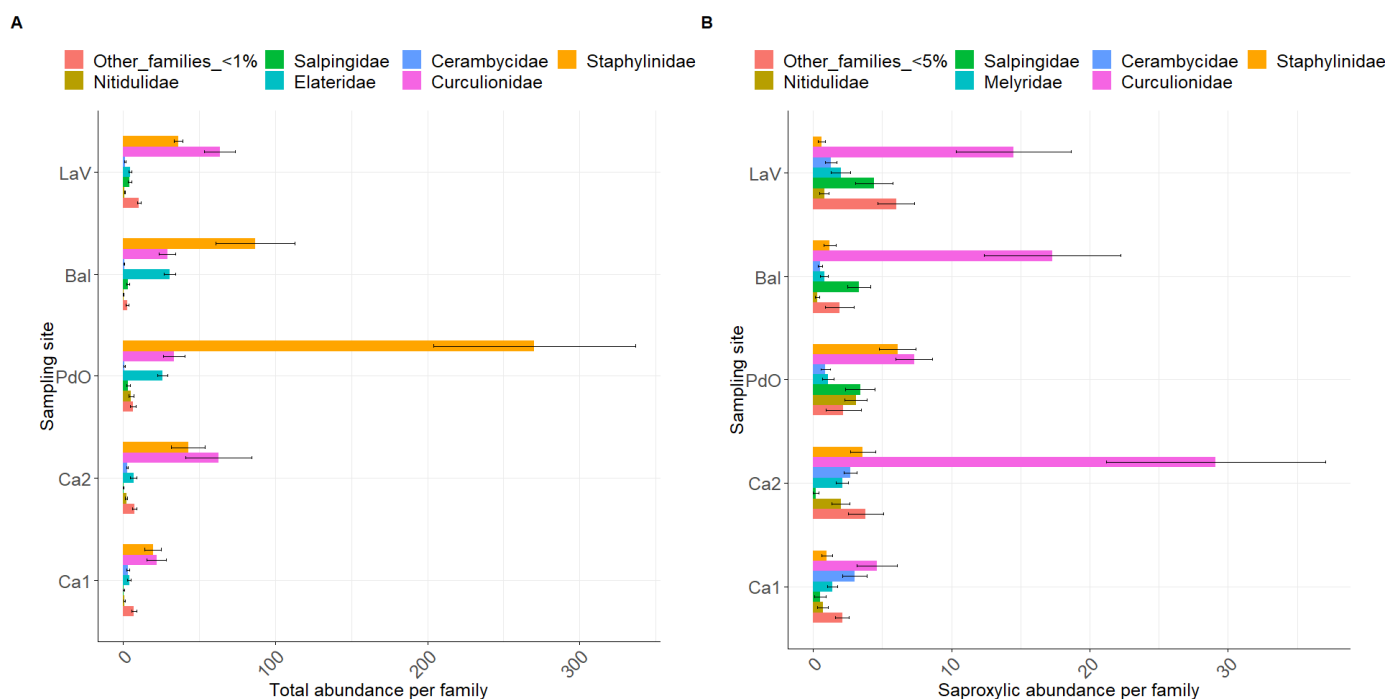 A
Other_families_<1% Salpingidae Cerambycidae Staphylinidae
Nitidulidae Elateridae Curculionidae
Sampling site
LaV
Bal
PdO
Ca2
Ca1
0 100 200 300
Total abundance per family
B
Other_families_<5% Salpingidae Cerambycidae Staphylinidae
Nitidulidae Melyridae Curculionidae
Sampling site
LaV
Bal
PdO
Ca2
Ca1
0 10 20 30
Saproxylic abundance per family